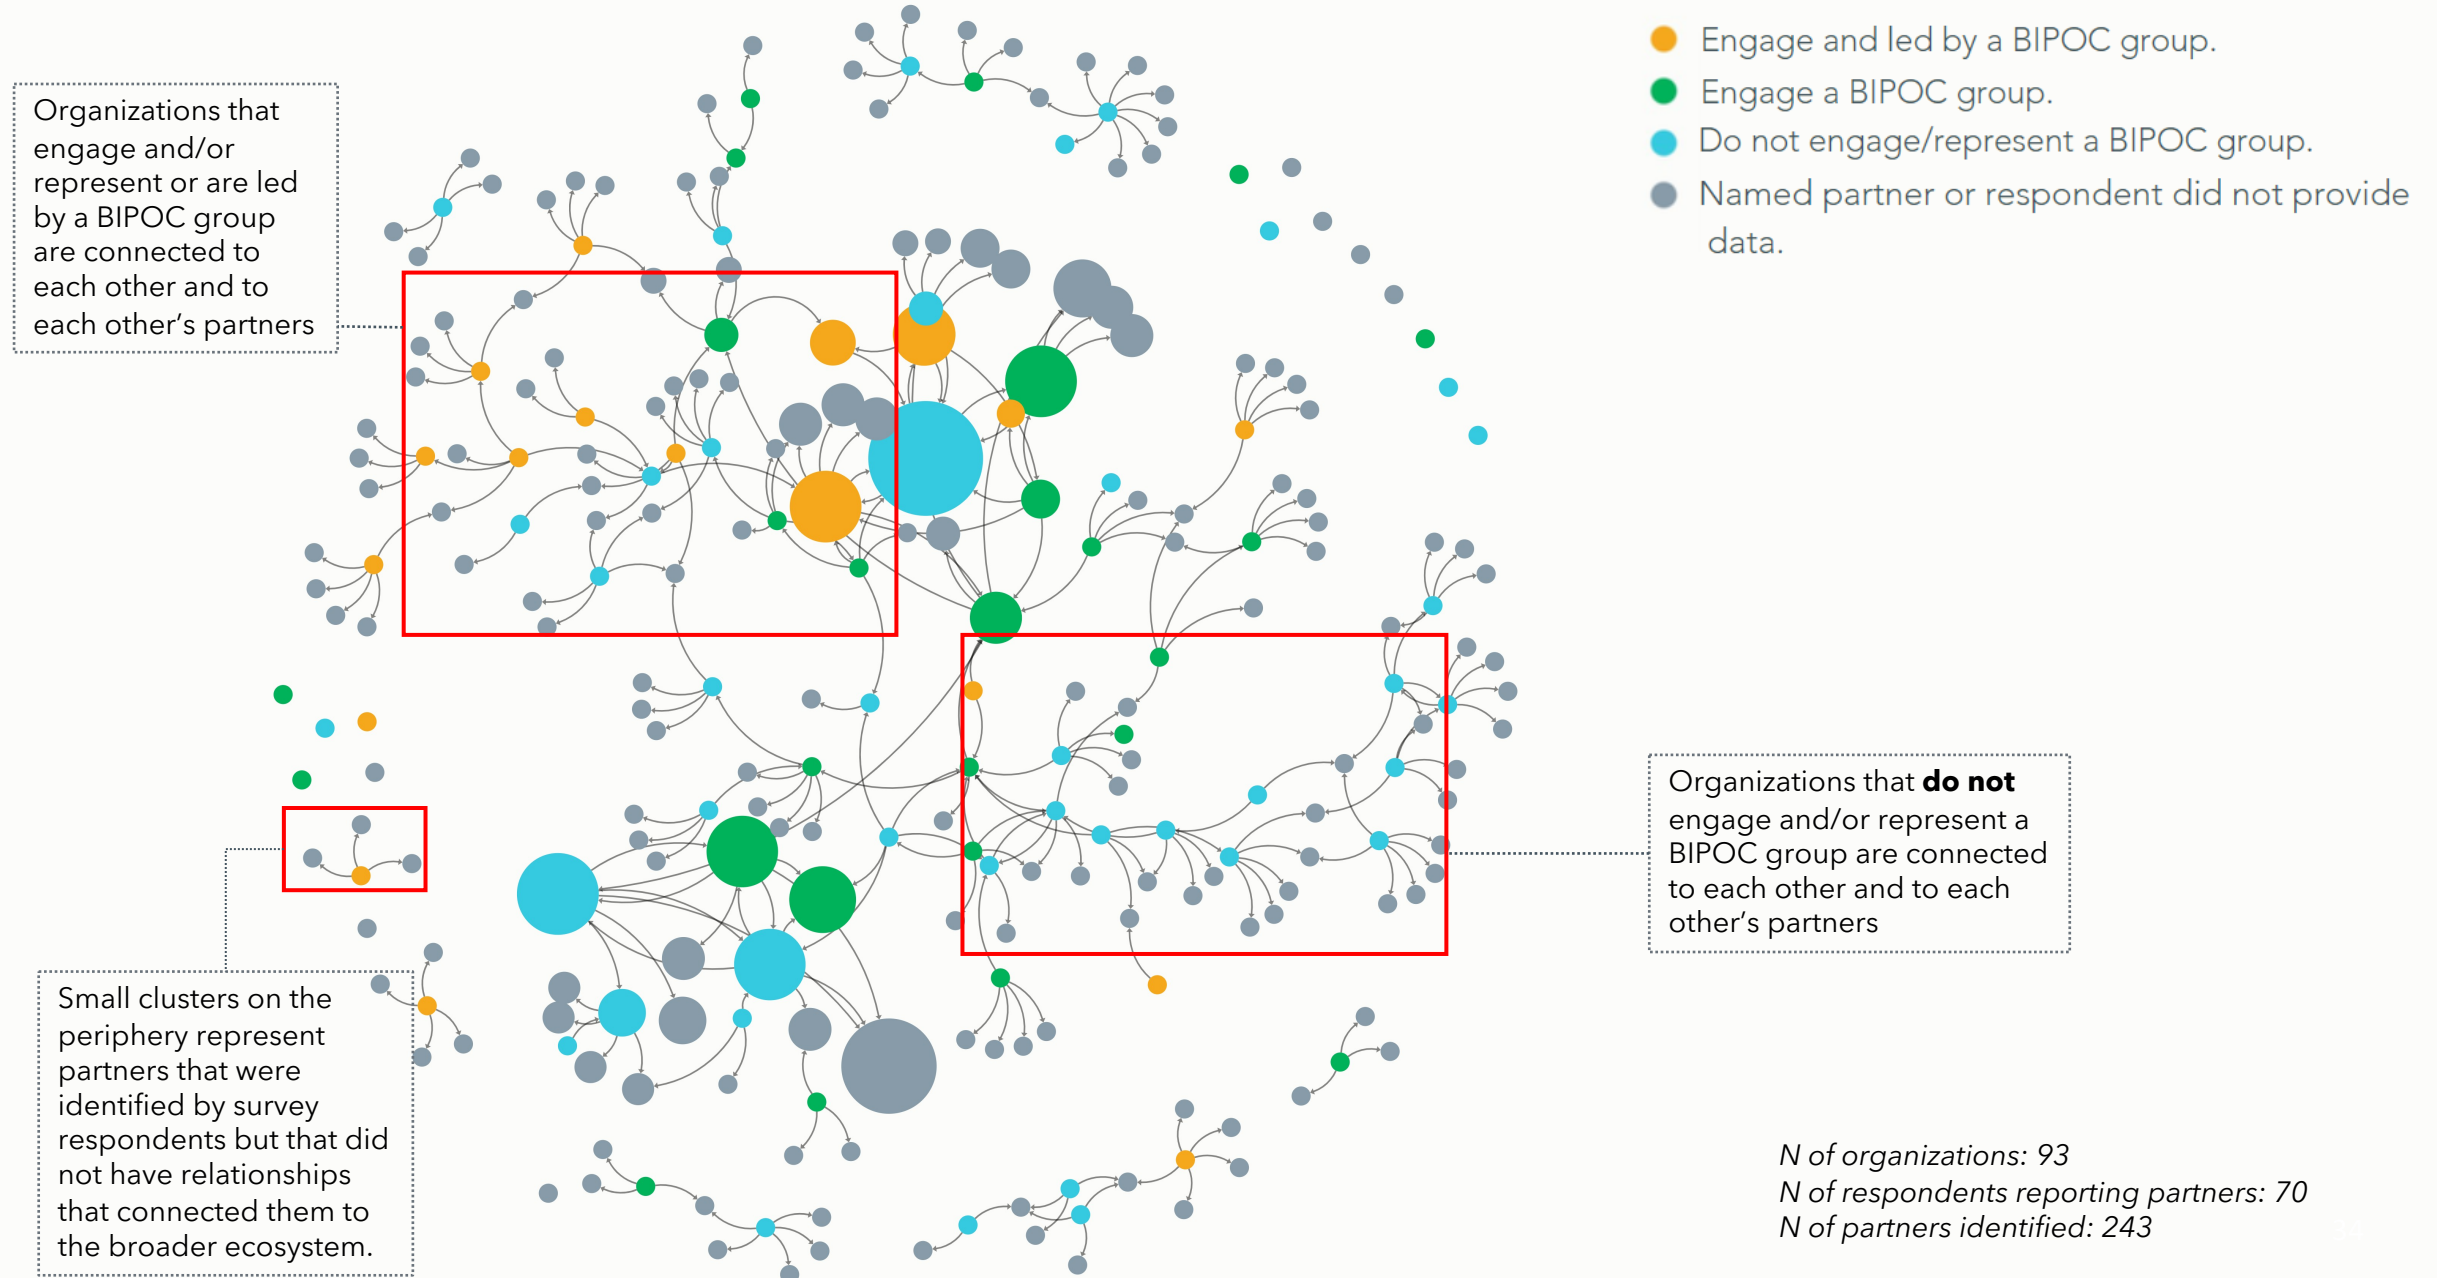 Engage and led by a BIPOC group.
Engage a BIPOC group.
Do not engage/represent a BIPOC group.
Named partner or respondent did not provide
data.
Organizations that
engage and/or
represent or are led
by a BIPOC group
are connected to
each other and to
each other’s partners
Organizations that do not
engage and/or represent a
BIPOC group are connected
to each other and to each
other’s partners
Small clusters on the
periphery represent
partners that were
identified by survey
respondents but that did
not have relationships
that connected them to
the broader ecosystem.
N of organizations: 93
N of respondents reporting partners: 70
N of partners identified: 243